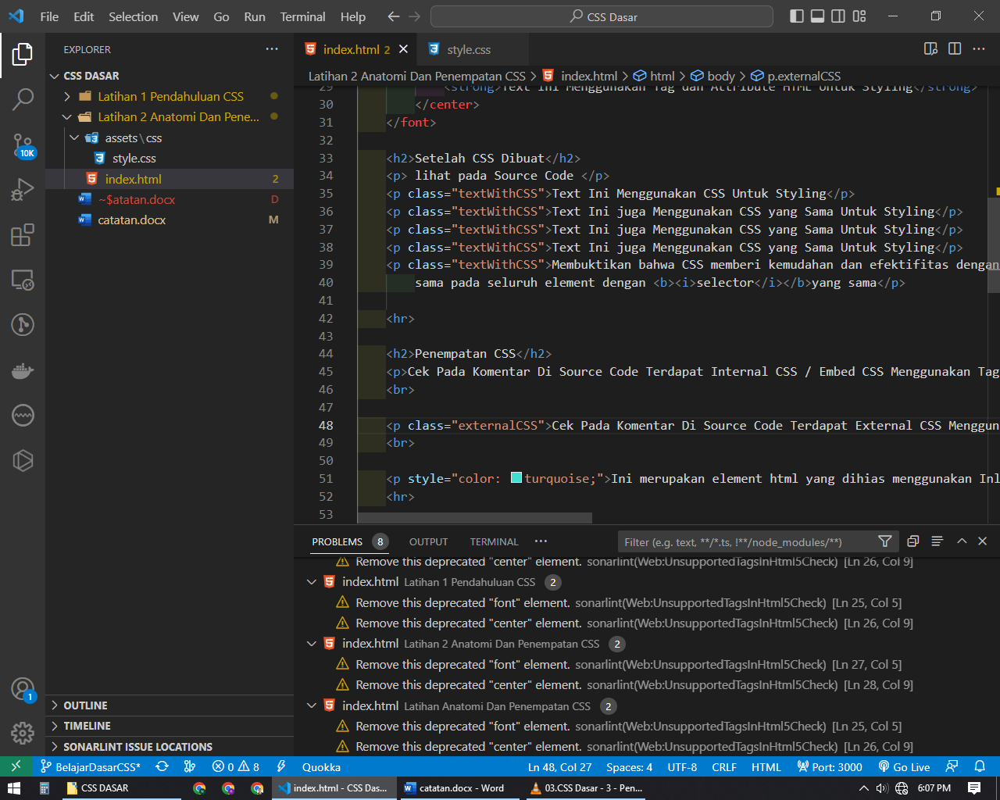 File Edit Selection View Go Run Terminal Help CSS Dasar
EXPLORER
CSS DASAR
Latihan 1 Pendahuluan CSS
Latihan 2 Anatomi Dan Pene...
assets\css
style.css
index.html 2
~$atatan.docx D
catatan.docx M
OUTLINE
TIMELINE
SONARLINT ISSUE LOCATIONS
10K
1
index.html 2 style.css
Latihan 2 Anatomi Dan Penempatan CSS > index.html > html > body > p.externalCSS
29 <strong>Text Ini Menggunakan Tag dan Attribute HTML Untuk Styling</strong>
30 </center>
31 </font>
32
33 <h2>Setelah CSS Dibuat</h2>
34 <p> lihat pada Source Code </p>
35 <p class="textWithCSS">Text Ini Menggunakan CSS Untuk Styling</p>
36 <p class="textWithCSS">Text Ini juga Menggunakan CSS yang Sama Untuk Styling</p>
37 <p class="textWithCSS">Text Ini juga Menggunakan CSS yang Sama Untuk Styling</p>
38 <p class="textWithCSS">Text Ini juga Menggunakan CSS yang Sama Untuk Styling</p>
39 <p class="textWithCSS">Membuktikan bahwa CSS memberi kemudahan dan efektifitas dengan
40 sama pada seluruh element dengan <b><i>selector</i></b>yang sama</p>
41
42 <hr>
43
44 <h2>Penempatan CSS</h2>
45 <p>Cek Pada Komentar Di Source Code Terdapat Internal CSS / Embed CSS Menggunakan Tag
46 <br>
47
48 <p class="externalCSS">Cek Pada Komentar Di Source Code Terdapat External CSS Menggun
49 <br>
50
51 <p style="color: turquoise;">Ini merupakan element html yang dihias menggunakan Inl
52 <hr>
53
PROBLEMS 8 OUTPUT TERMINAL ··· Filter (e.g. text, **/*.ts, !**/node_modules/**)
Remove this deprecated "center" element. sonarlint(Web:UnsupportedTagsInHtml5Check) [Ln 26, Col 9]
index.html Latihan 1 Pendahuluan CSS 2
Remove this deprecated "font" element. sonarlint(Web:UnsupportedTagsInHtml5Check) [Ln 25, Col 5]
Remove this deprecated "center" element. sonarlint(Web:UnsupportedTagsInHtml5Check) [Ln 26, Col 9]
index.html Latihan 2 Anatomi Dan Penempatan CSS 2
Remove this deprecated "font" element. sonarlint(Web:UnsupportedTagsInHtml5Check) [Ln 27, Col 5]
Remove this deprecated "center" element. sonarlint(Web:UnsupportedTagsInHtml5Check) [Ln 28, Col 9]
index.html Latihan Anatomi Dan Penempatan CSS 2
Remove this deprecated "font" element. sonarlint(Web:UnsupportedTagsInHtml5Check) [Ln 25, Col 5]
Remove this deprecated "center" element. sonarlint(Web:UnsupportedTagsInHtml5Check) [Ln 26, Col 9]
BelajarDasarCSS* 0 8 Quokka Ln 48, Col 27 Spaces: 4 UTF-8 CRLF HTML Port: 3000 Go Live
CSS DASAR index.html - CSS Das... catatan.docx - Word 03.CSS Dasar - 3 - Pen... 6:07 PM